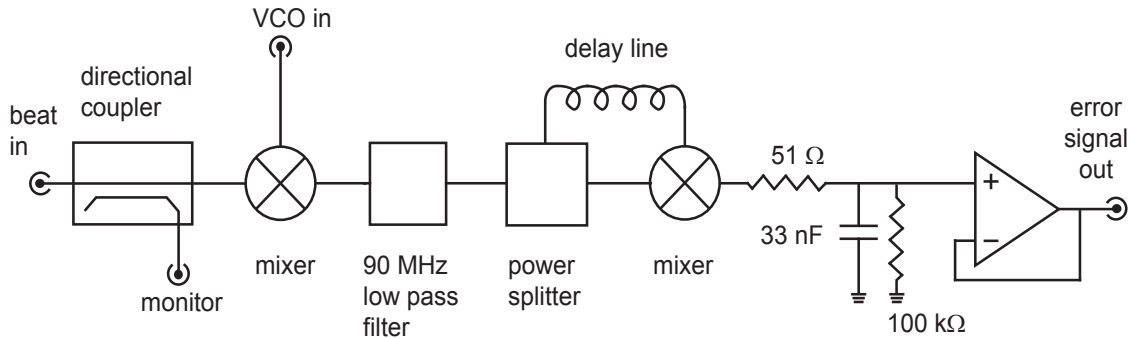 VCO in
delay line
directional
coupler
beat
in
error
signal
out
51 Ω
+
−
33 nF
mixer
90 MHz
low pass
filter
power
splitter
mixer
monitor
100 kΩ